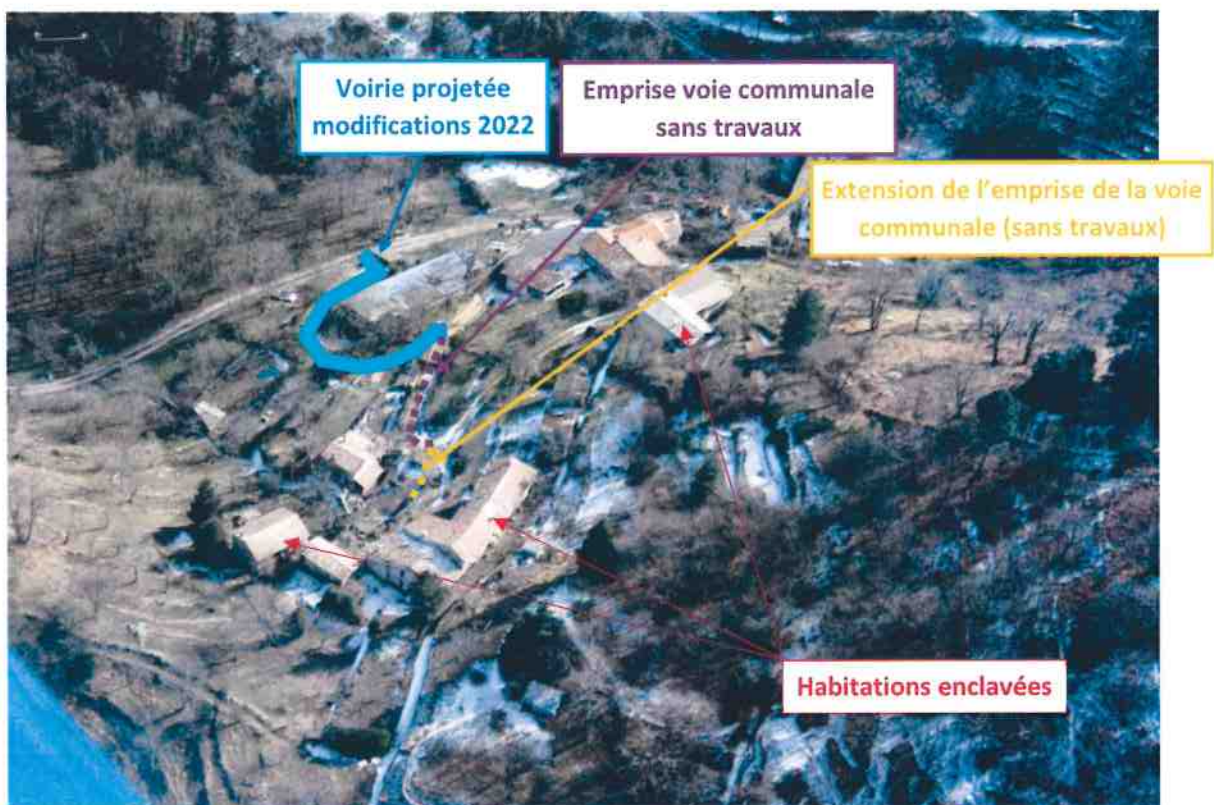 Voirie projetée
modifications 2022
Emprise voie communale
sans travaux
Extension de l'emprise de la voie
communale (sans travaux)
Habitations enclavées